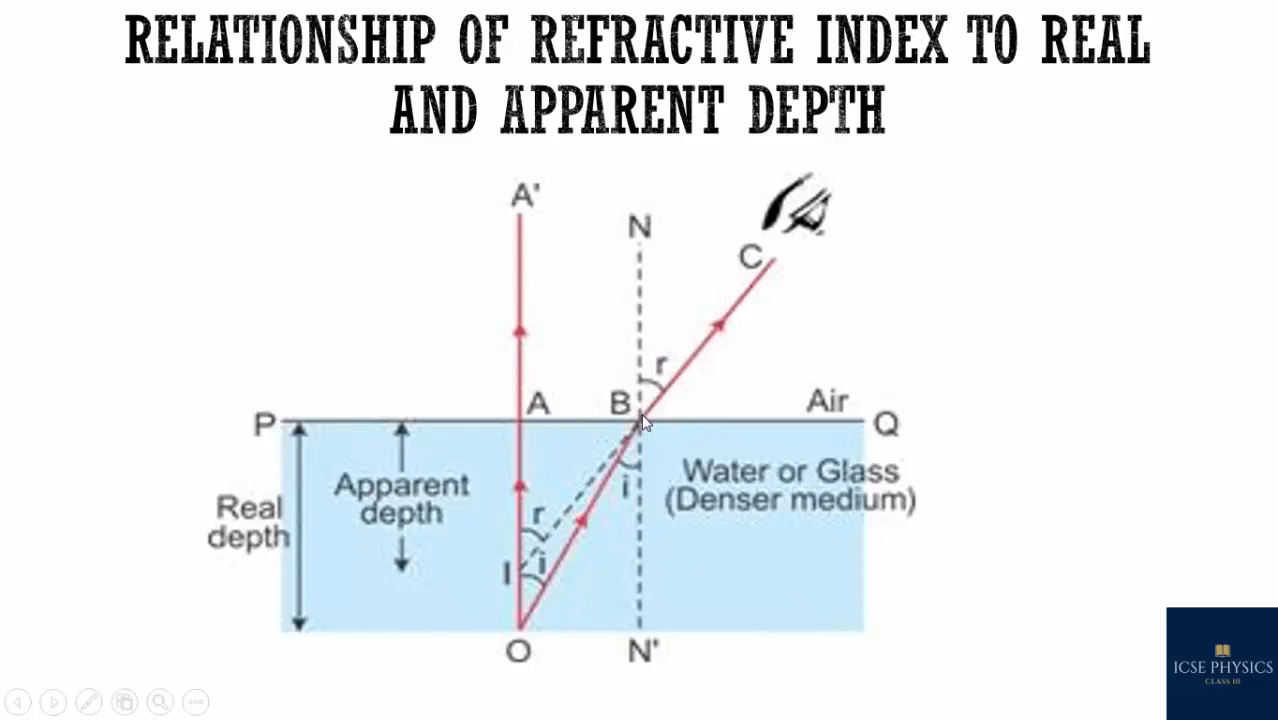 RELATIONSHIP OF REFRACTIVE INDEX TO REAL
AND APPARENT DEPTH
A'
N
C
r
P
A
B
Air
Q
Apparent
depth
Real
depth
Water or Glass
(Denser medium)
i
r
i
I
O
N'
ICSE PHYSICS
CLASS 10